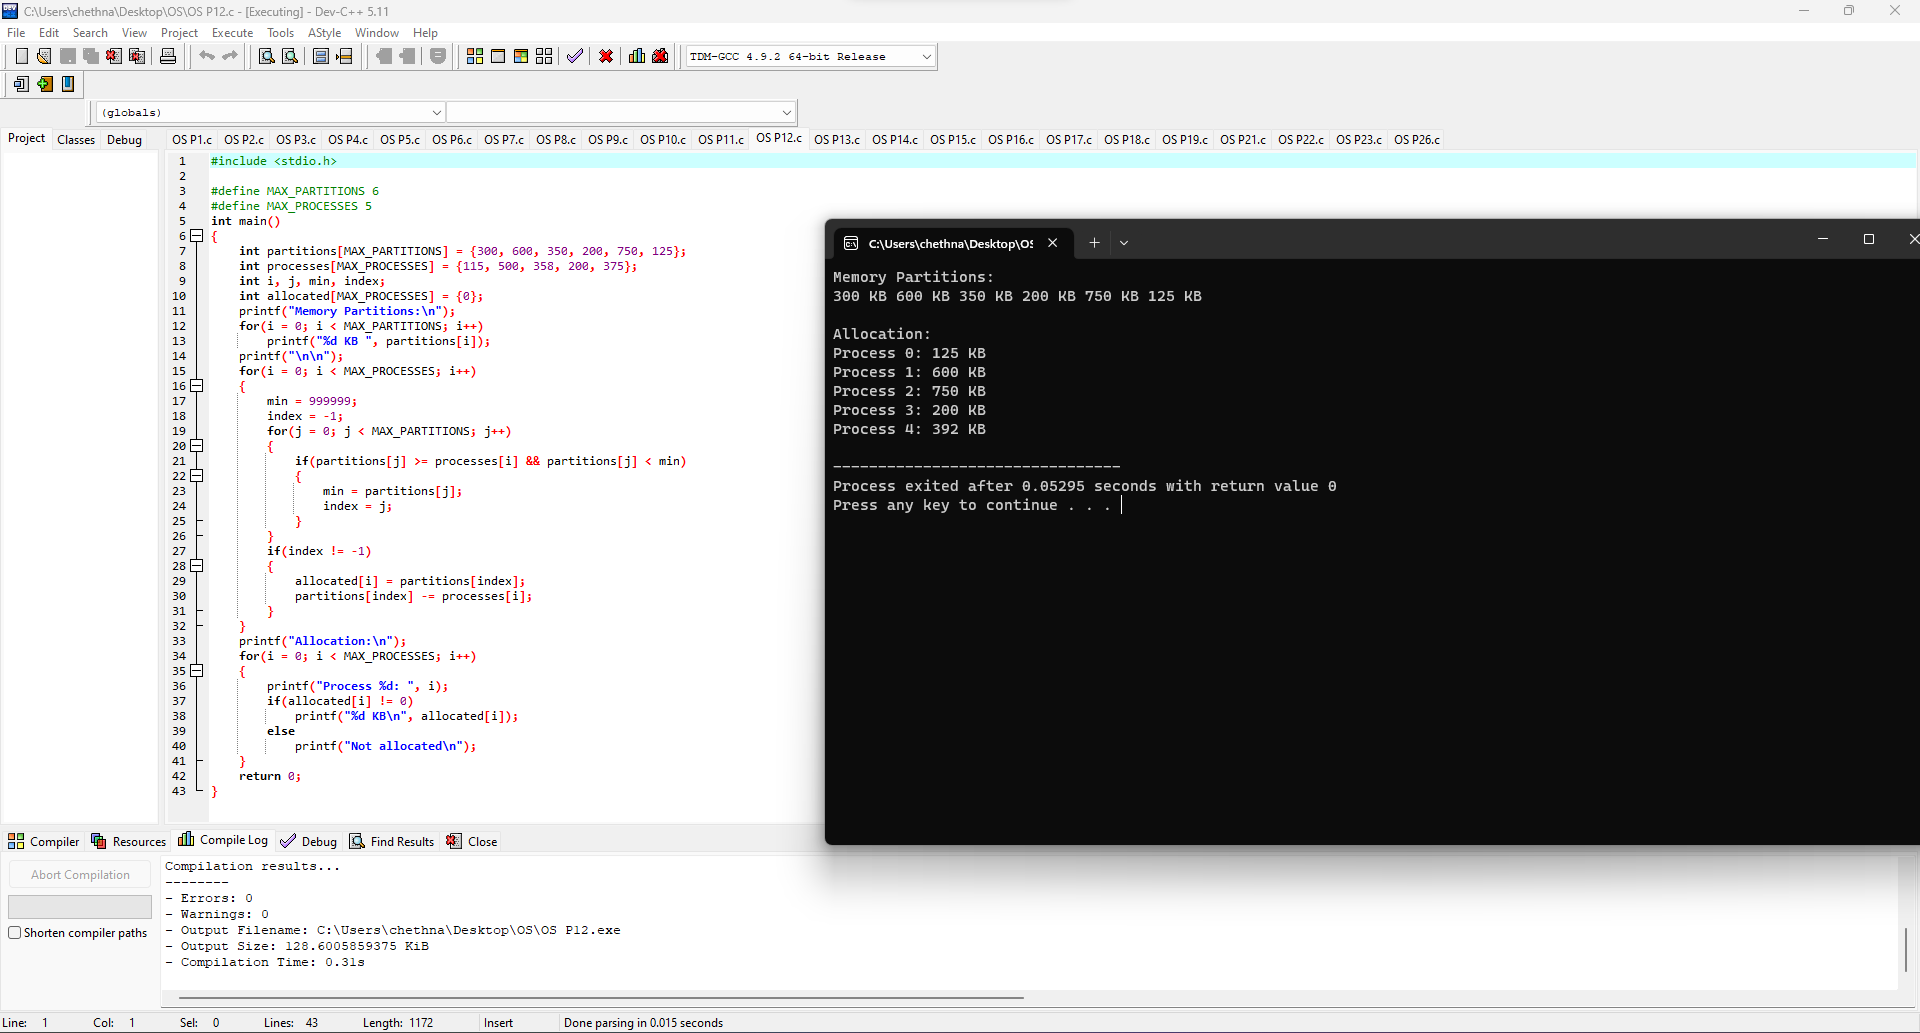 C:\Users\chethna\Desktop\OS\OS P12.c - [Executing] - Dev-C++ 5.11
File Edit Search View Project Execute Tools AStyle Window Help
TDM-GCC 4.9.2 64-bit Release
(globals)
Project Classes Debug OS P1.c OS P2.c OS P3.c OS P4.c OS P5.c OS P6.c OS P7.c OS P8.c OS P9.c OS P10.c OS P11.c OS P12.c OS P13.c OS P14.c OS P15.c OS P16.c OS P17.c OS P18.c OS P19.c OS P21.c OS P22.c OS P23.c OS P26.c
1 #include <stdio.h>
2
3 #define MAX_PARTITIONS 6
4 #define MAX_PROCESSES 5
5 int main()
6 {
7 int partitions[MAX_PARTITIONS] = {300, 600, 350, 200, 750, 125};
8 int processes[MAX_PROCESSES] = {115, 500, 358, 200, 375};
9 int i, j, min, index;
10 int allocated[MAX_PROCESSES] = {0};
11 printf("Memory Partitions:\n");
12 for(i = 0; i < MAX_PARTITIONS; i++)
13 printf("%d KB ", partitions[i]);
14 printf("\n\n");
15 for(i = 0; i < MAX_PROCESSES; i++)
16 {
17 min = 999999;
18 index = -1;
19 for(j = 0; j < MAX_PARTITIONS; j++)
20 {
21 if(partitions[j] >= processes[i] && partitions[j] < min)
22 {
23 min = partitions[j];
24 index = j;
25 }
26 }
27 if(index != -1)
28 {
29 allocated[i] = partitions[index];
30 partitions[index] -= processes[i];
31 }
32 }
33 printf("Allocation:\n");
34 for(i = 0; i < MAX_PROCESSES; i++)
35 {
36 printf("Process %d: ", i);
37 if(allocated[i] != 0)
38 printf("%d KB\n", allocated[i]);
39 else
40 printf("Not allocated\n");
41 }
42 return 0;
43 }
C:\Users\chethna\Desktop\OS
Memory Partitions:
300 KB 600 KB 350 KB 200 KB 750 KB 125 KB
Allocation:
Process 0: 125 KB
Process 1: 600 KB
Process 2: 750 KB
Process 3: 200 KB
Process 4: 392 KB
--------------------------------
Process exited after 0.05295 seconds with return value 0
Press any key to continue . . .
Compiler Resources Compile Log Debug Find Results Close
Abort Compilation
Shorten compiler paths
Compilation results...
--------
- Errors: 0
- Warnings: 0
- Output Filename: C:\Users\chethna\Desktop\OS\OS P12.exe
- Output Size: 128.6005859375 KiB
- Compilation Time: 0.31s
Line: 1 Col: 1 Sel: 0 Lines: 43 Length: 1172 Insert Done parsing in 0.015 seconds